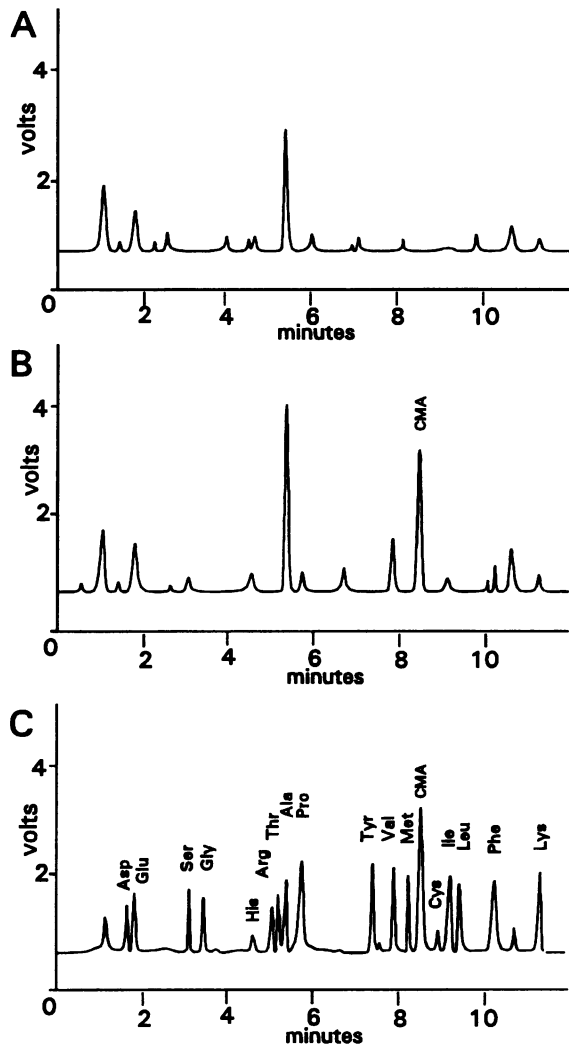 A
volts
4
2
0
2
4
6
8
10
minutes
B
volts
4
2
0
2
4
6
8
10
minutes
CMA
C
volts
4
2
0
2
4
6
8
10
minutes
Asp
Glu
Ser
Gly
His
Arg
Thr
Ala
Pro
Tyr
Val
Met
CMA
Cys
Ile
Leu
Phe
Lys